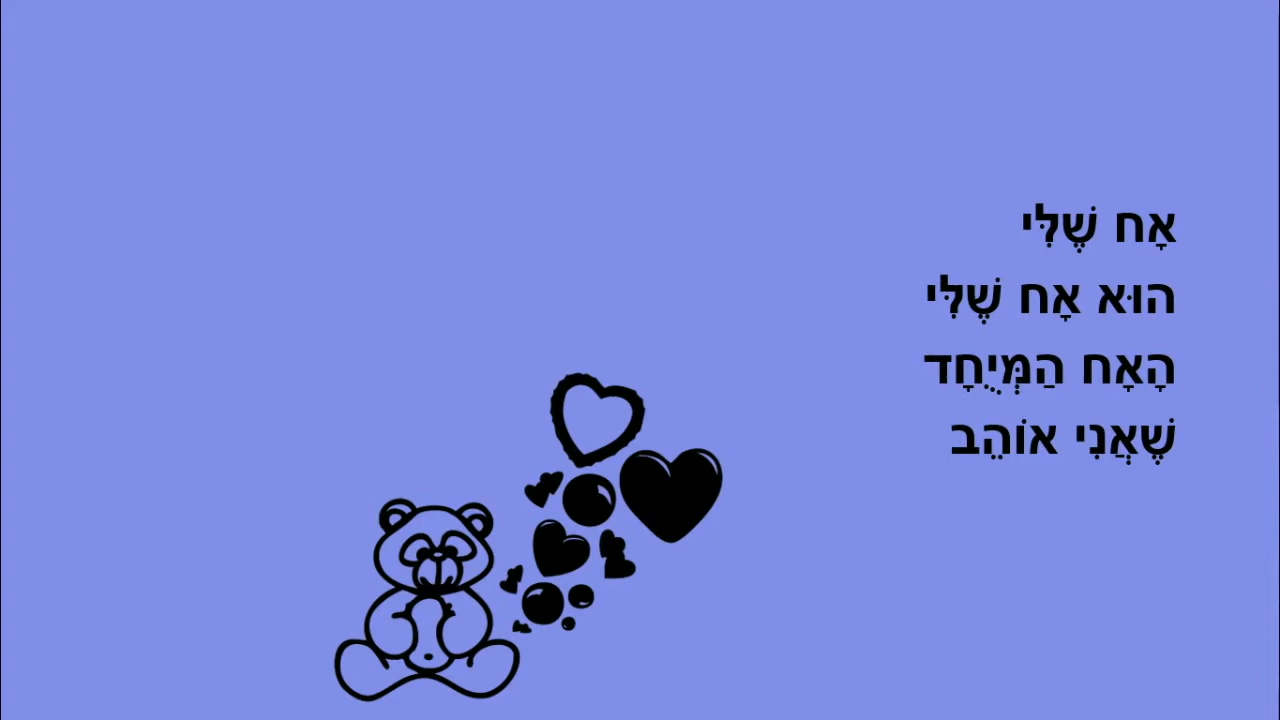 אָח שֶׁלִּי
הוּא אָח שֶׁלִּי
הָאָח הַמְּיֻחָד
שֶׁאֲנִי אוֹהֵב